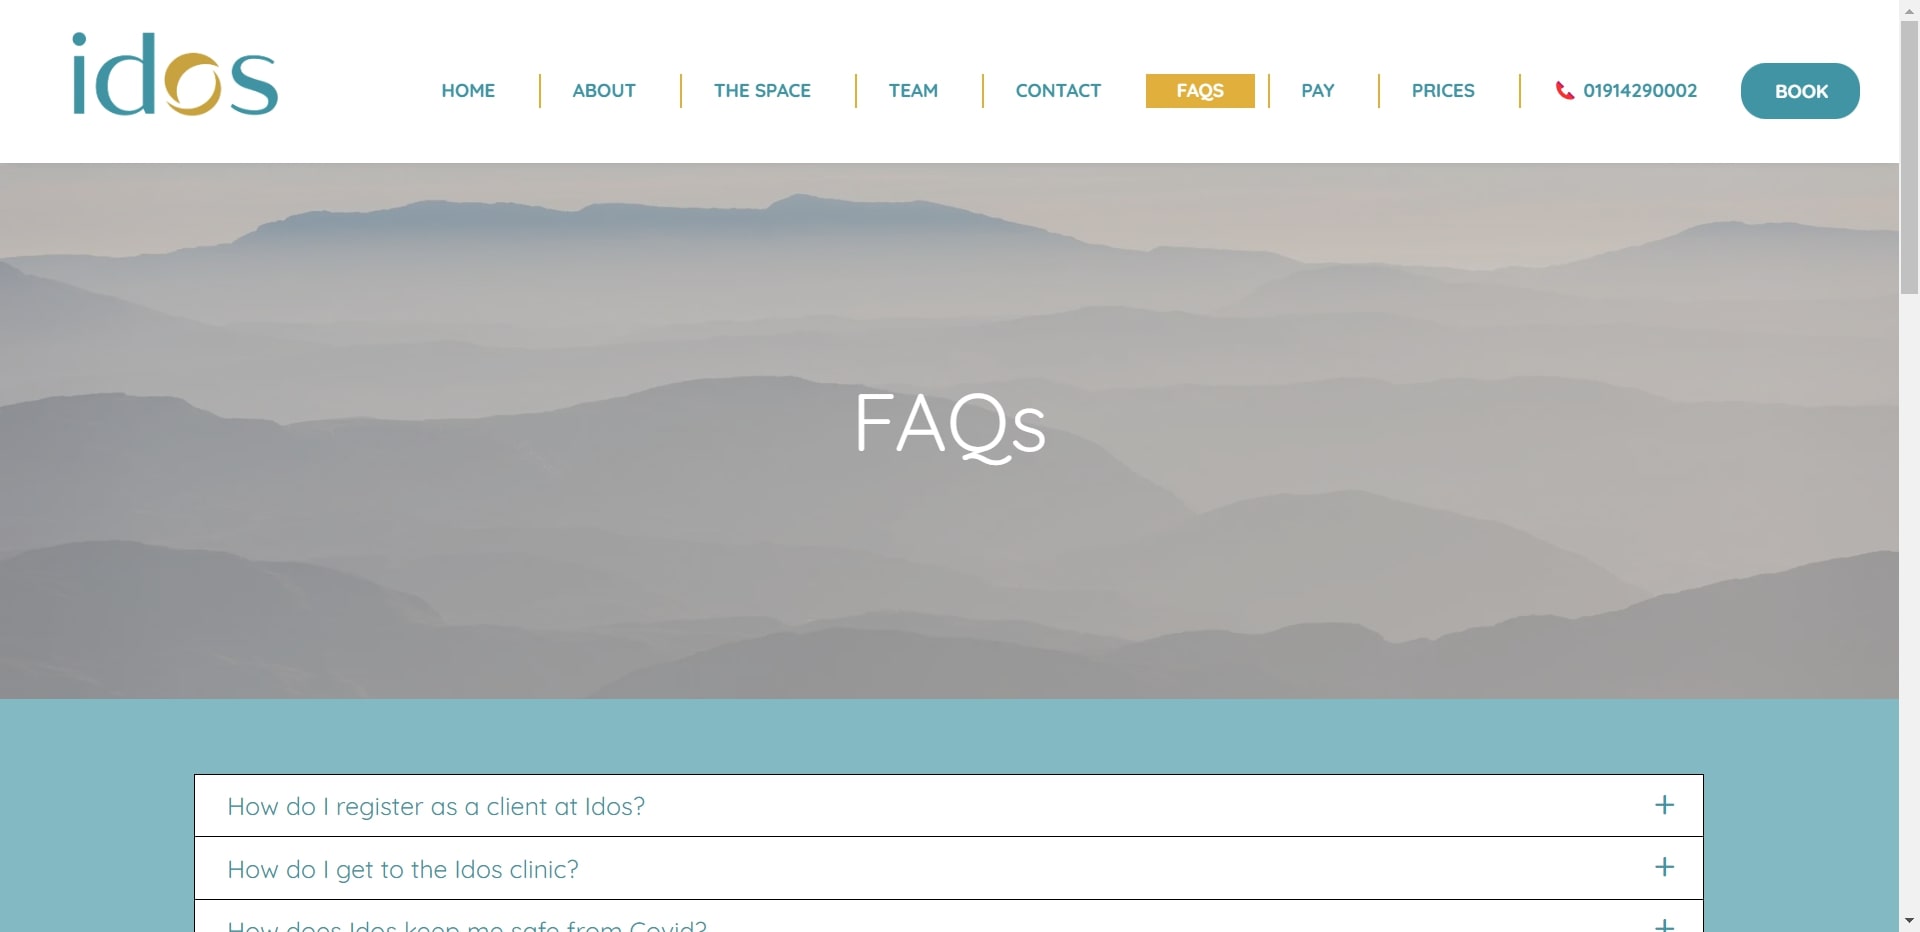 idos
HOME
ABOUT
THE SPACE
TEAM
CONTACT
FAQS
PAY
PRICES
01914290002
BOOK
FAQs
How do I register as a client at Idos?
How do I get to the Idos clinic?
How does Idos keep me safe from Covid?